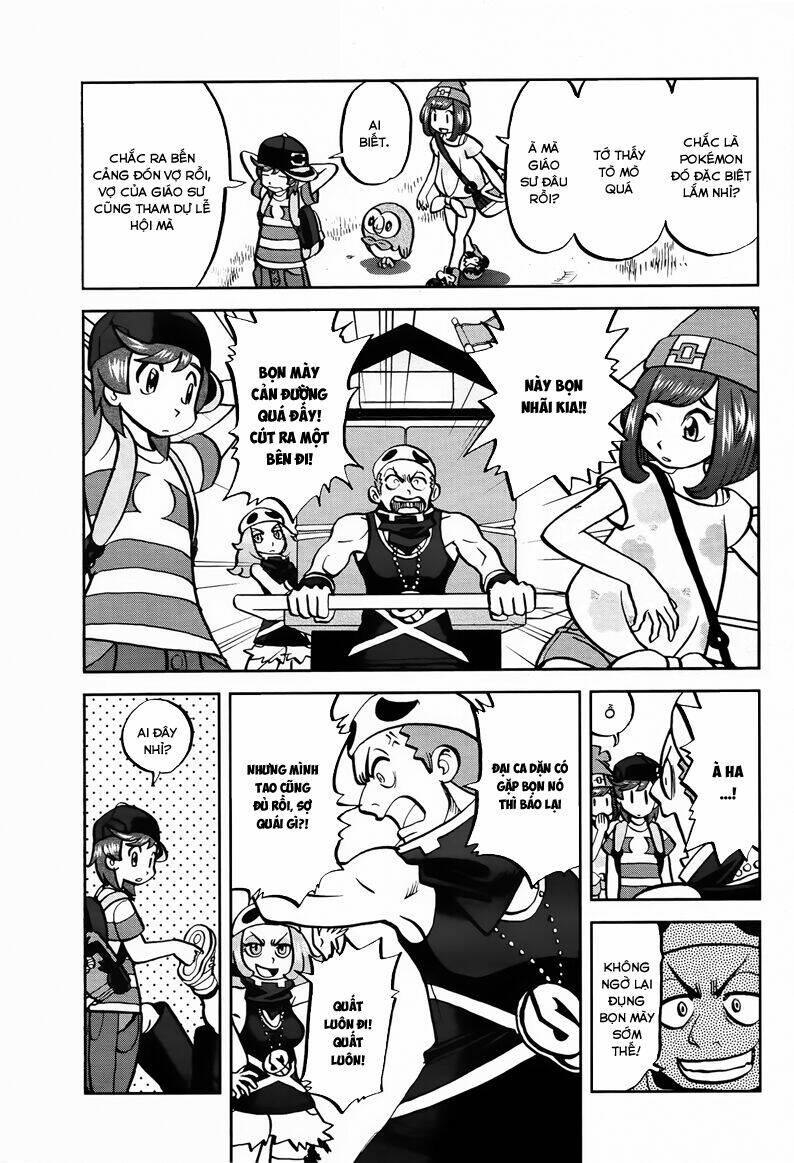 CHẮC LÀ
POKÉMON
ĐÓ ĐẶC BIỆT
LẮM NHỈ?
TỚ THẤY
TÒ MÒ
QUÁ
À MÀ
GIÁO
SƯ ĐÂU
RỒI?
AI
BIẾT.
CHẮC RA BẾN
CẢNG ĐÓN VỢ RỒI,
VỢ CỦA GIÁO SƯ
CŨNG THAM DỰ LỄ
HỘI MÀ
NÀY BỌN
NHÃI KIA!!
BỌN MÀY
CẢN ĐƯỜNG
QUÁ ĐẤY!
CÚT RA MỘT
BÊN ĐI!
Ồ
À HA
...!
KHÔNG
NGỜ LẠI
ĐỤNG
BỌN MÀY
SỚM
THẾ!
ĐẠI CA DẶN CÓ
GẶP BỌN NÓ
THÌ BÁO LẠI
NHƯNG MÌNH
TAO CŨNG
ĐỦ RỒI, SỢ
QUÁI GÌ?!
QUẤT
LUÔN ĐI!
QUẤT
LUÔN!
AI ĐÂY
NHỈ?